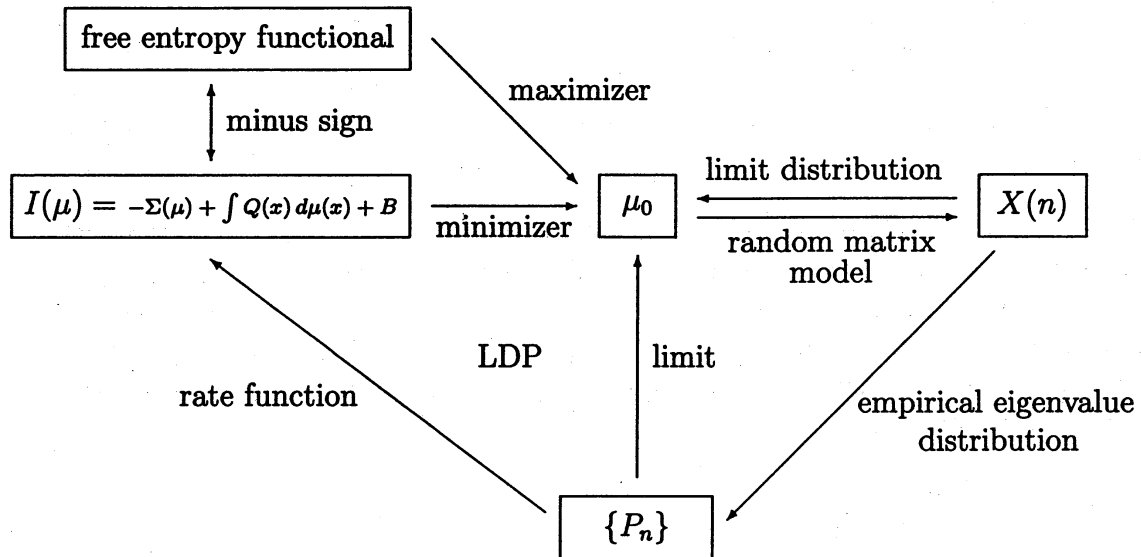 free entropy functional
maximizer
minus sign
limit distribution
I(μ) = −Σ(μ) + ∫ Q(x) dμ(x) + B
minimizer
μ₀
X(n)
random matrix
model
LDP
limit
rate function
empirical eigenvalue
distribution
{Pₙ}